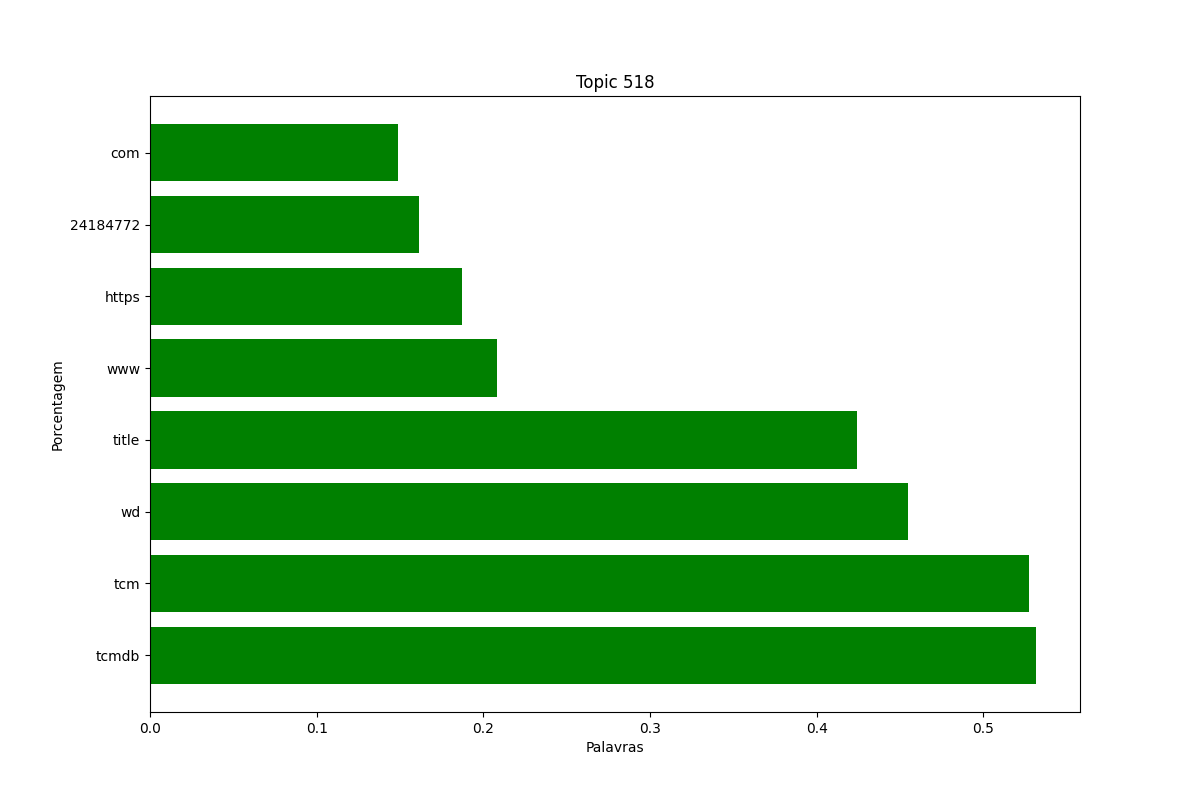 Topic 518
com
24184772
https
www
title
wd
tcm
tcmdb
Porcentagem
0.0 0.1 0.2 0.3 0.4 0.5
Palavras